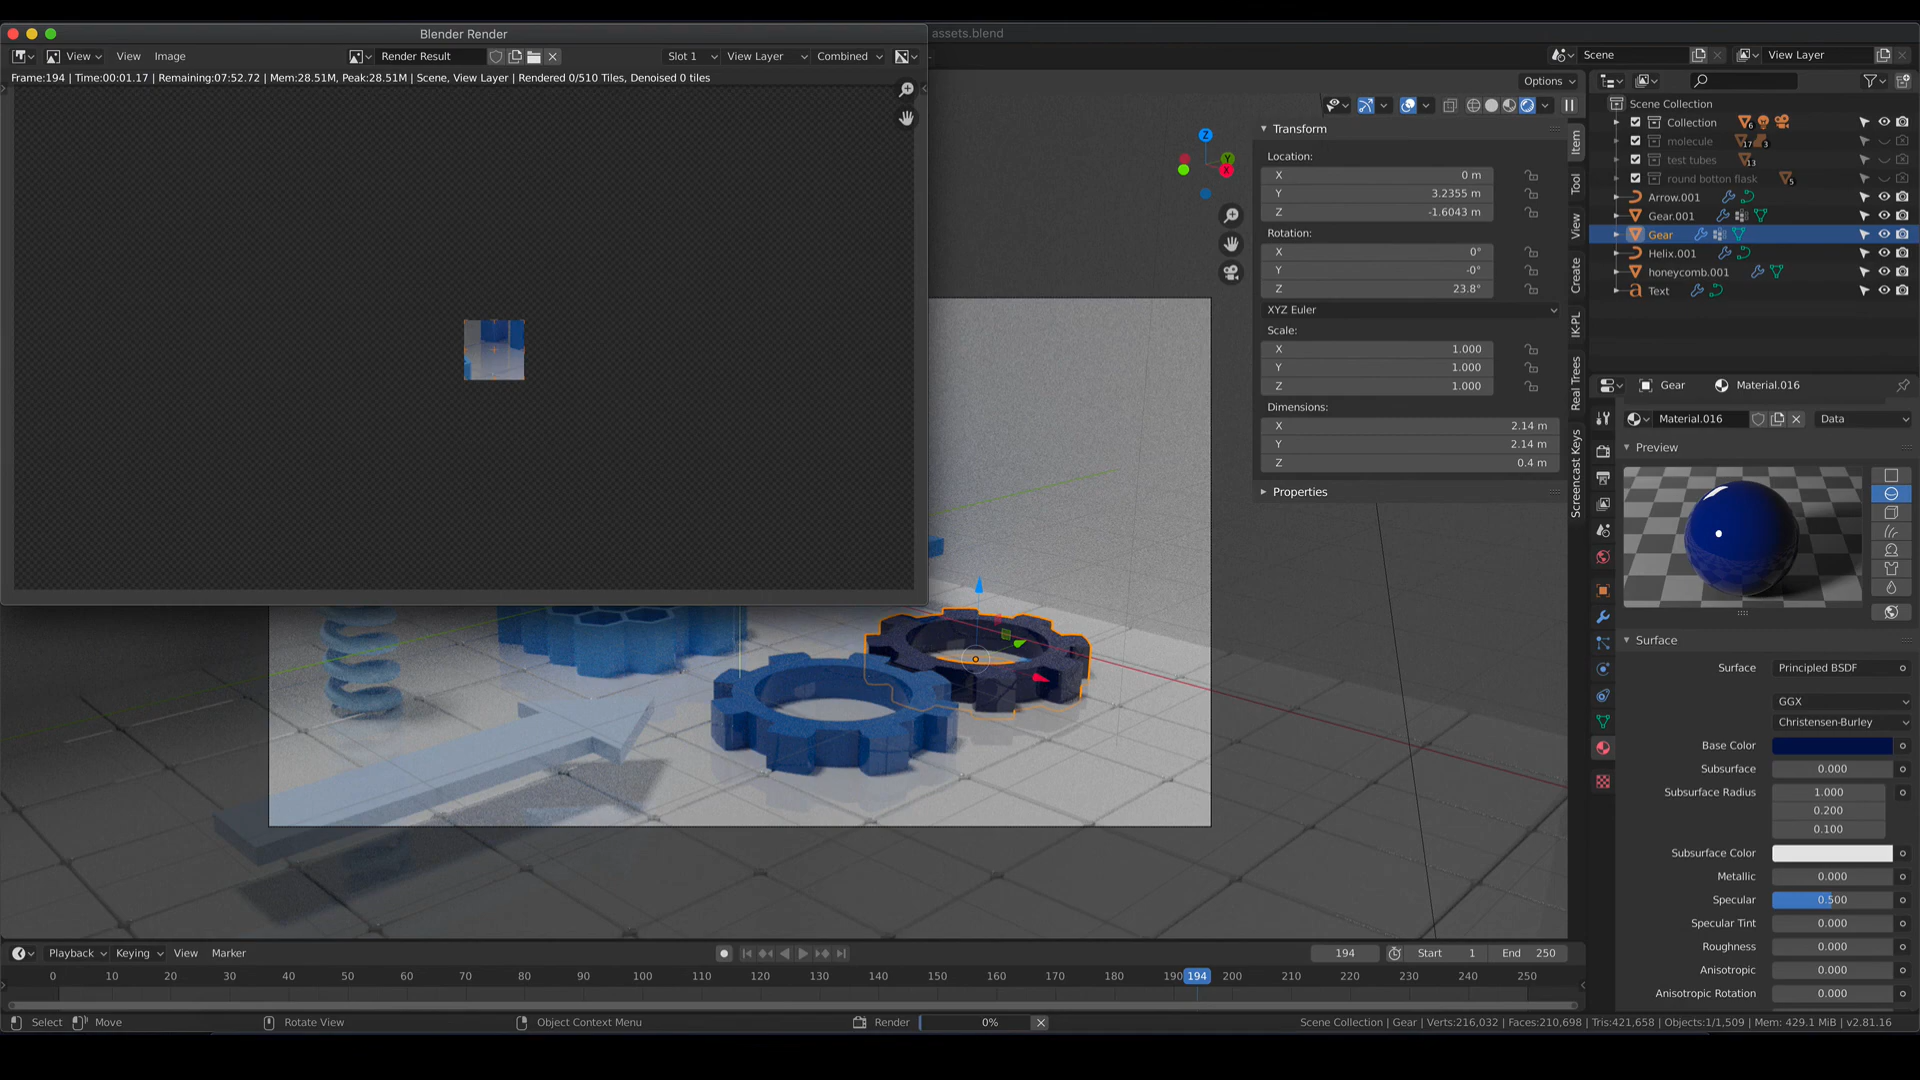 Blender Render
assets.blend
View
View
Image
Render Result
Slot 1
View Layer
Combined
Scene
View Layer
Frame:194 | Time:00:01.17 | Remaining:07:52.72 | Mem:28.51M, Peak:28.51M | Scene, View Layer | Rendered 0/510 Tiles, Denoised 0 tiles
Options
Z
Y
X
Transform
Location:
X 0 m
Y 3.2355 m
Z -1.6043 m
Rotation:
X 0°
Y -0°
Z 23.8°
XYZ Euler
Scale:
X 1.000
Y 1.000
Z 1.000
Dimensions:
X 2.14 m
Y 2.14 m
Z 0.4 m
Properties
Item
Tool
View
Create
IK-PL
Real Trees
Screencast Keys
Scene Collection
Collection 6
molecule 17 3
test tubes 13
round botton flask 5
Arrow.001
Gear.001
Gear
Helix.001
honeycomb.001
Text
Gear
Material.016
Material.016
Data
Preview
Surface
Surface Principled BSDF
GGX
Christensen-Burley
Base Color
Subsurface 0.000
Subsurface Radius 1.000
0.200
0.100
Subsurface Color
Metallic 0.000
Specular 0.500
Specular Tint 0.000
Roughness 0.000
Anisotropic 0.000
Anisotropic Rotation 0.000
Playback
Keying
View
Marker
194
Start 1
End 250
0 10 20 30 40 50 60 70 80 90 100 110 120 130 140 150 160 170 180 190 194 200 210 220 230 240 250
Select
Move
Rotate View
Object Context Menu
Render
0%
Scene Collection | Gear | Verts:216,032 | Faces:210,698 | Tris:421,658 | Objects:1/1,509 | Mem: 429.1 MiB | v2.81.16